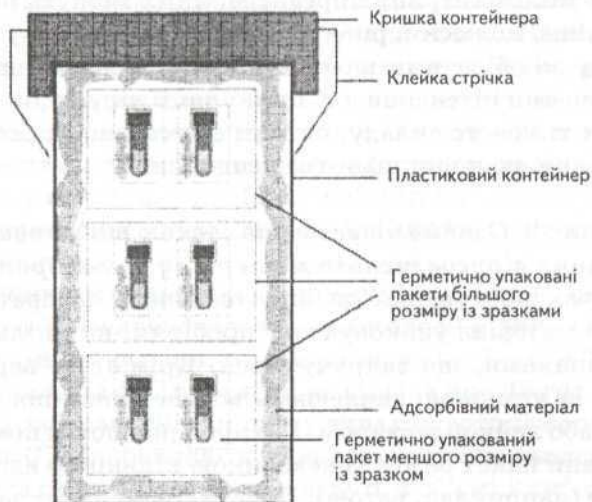 Кришка контейнера
Клейка стрічка
Пластиковий контейнер
Герметично упаковані
пакети більшого
розміру із зразками
Адсорбівний матеріал
Герметично упакований
пакет меншого розміру
із зразком